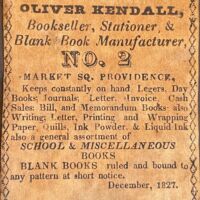 OLIVER KENDALL,
Bookseller, Stationer, &
Blank Book Manufacturer,
NO. 2
MARKET SQ. PROVIDENCE,
Keeps constantly on hand Legers, Day
Books; Journals; Letter, Invoice, Cash
Sales; Bill, and Memorandum Books: also
Writing; Letter, Printing and Wrapping
Paper, Quills, Ink Powder, & Liquid Ink
also a general assortment of
SCHOOL & MISCELLANEOUS
BOOKS
BLANK BOOKS ruled and bound to
any pattern at short notice.
December, 1827.